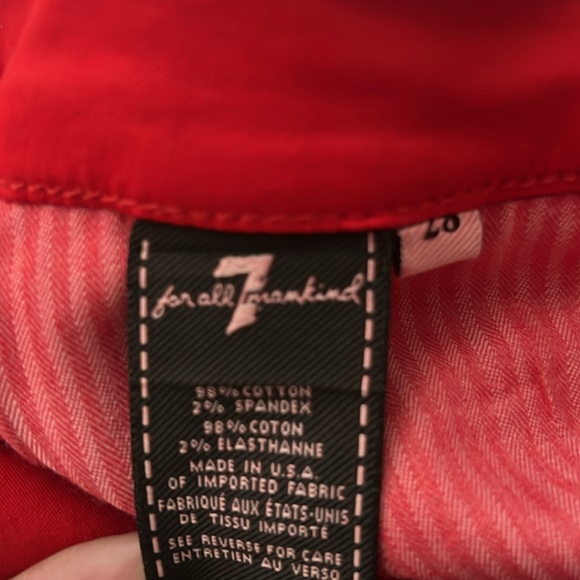 28
for all 7 mankind
98% COTTON
2% SPANDEX
98% COTON
2% ELASTHANNE
MADE IN U.S.A
OF IMPORTED FABRIC
FABRIQUÉ AUX ÉTATS-UNIS
DE TISSU IMPORTÉ
SEE REVERSE FOR CARE
ENTRETIEN AU VERSO